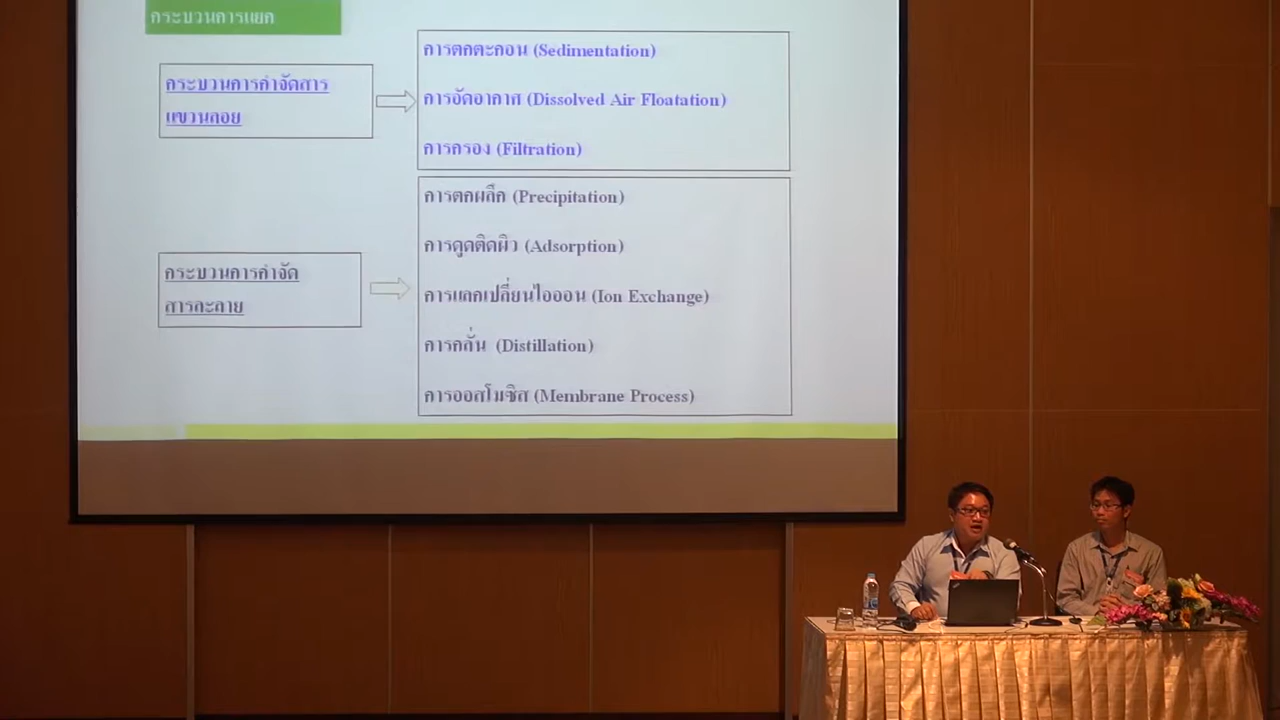 กระบวนการแยก
กระบวนการกำจัดสาร
แขวนลอย
การตกตะกอน (Sedimentation)
การอัดอากาศ (Dissolved Air Floatation)
การกรอง (Filtration)
กระบวนการกำจัด
สารละลาย
การตกผลึก (Precipitation)
การดูดติดผิว (Adsorption)
การแลกเปลี่ยนไอออน (Ion Exchange)
การกลั่น (Distillation)
การออสโมซิส (Membrane Process)